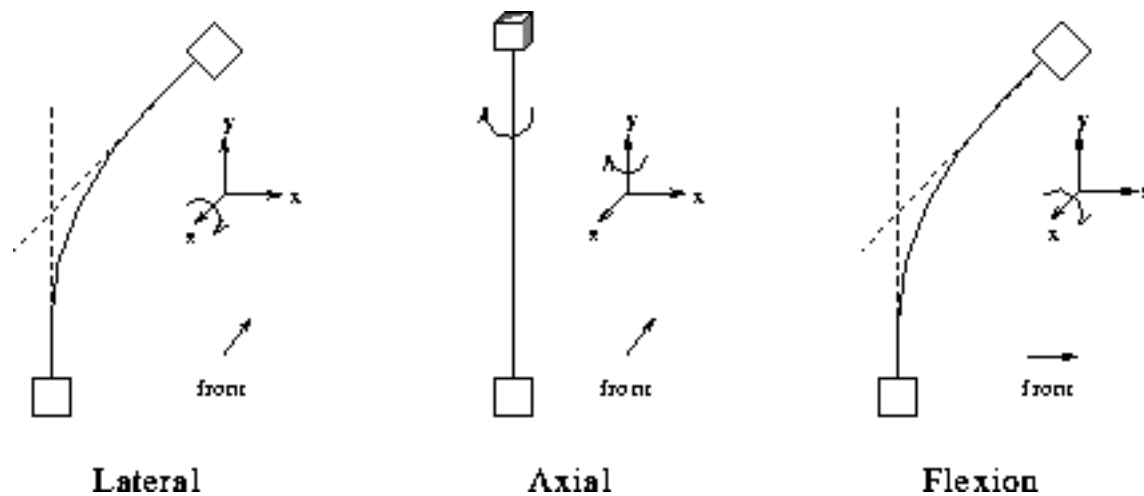 y
x
z
front
Lateral
y
x
z
front
Axial
y
x
front
Flexion